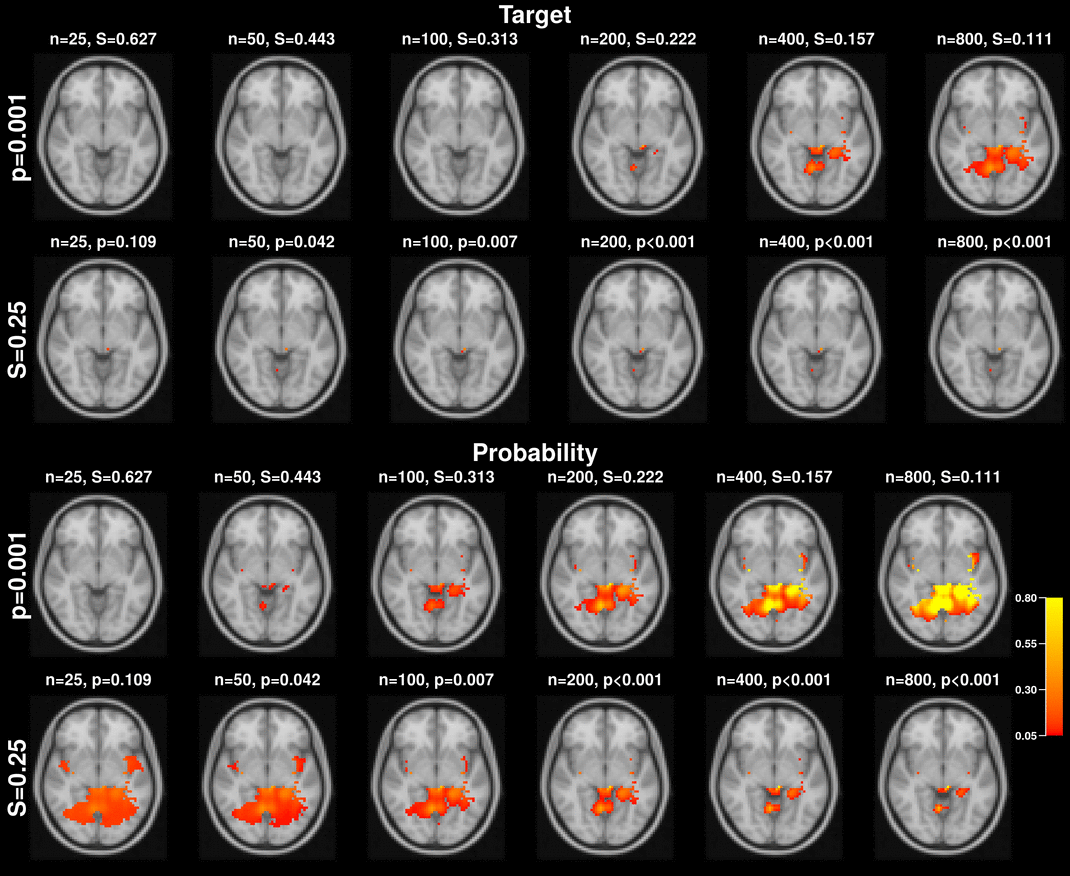 Target
n=25, S=0.627 n=50, S=0.443 n=100, S=0.313 n=200, S=0.222 n=400, S=0.157 n=800, S=0.111
p=0.001
n=25, p=0.109 n=50, p=0.042 n=100, p=0.007 n=200, p<0.001 n=400, p<0.001 n=800, p<0.001
S=0.25
Probability
n=25, S=0.627 n=50, S=0.443 n=100, S=0.313 n=200, S=0.222 n=400, S=0.157 n=800, S=0.111
p=0.001
0.80
0.55
0.30
0.05
n=25, p=0.109 n=50, p=0.042 n=100, p=0.007 n=200, p<0.001 n=400, p<0.001 n=800, p<0.001
S=0.25